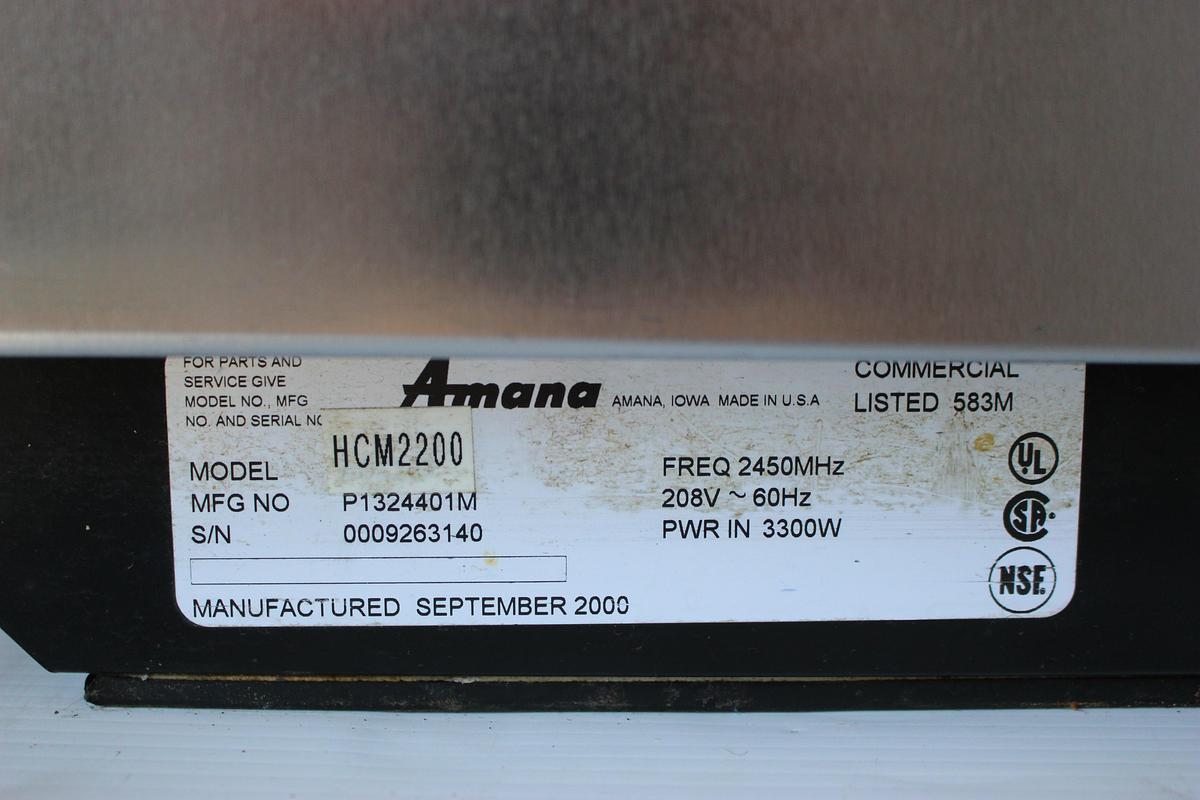 FOR PARTS AND
SERVICE GIVE
MODEL NO., MFG
NO. AND SERIAL NO
Amana AMANA, IOWA MADE IN U.S.A
COMMERCIAL
LISTED 583M
MODEL HCM2200
MFG NO P1324401M
S/N 0009263140
FREQ 2450MHz
208V ~ 60Hz
PWR IN 3300W
UL
SA
NSF
MANUFACTURED SEPTEMBER 2000